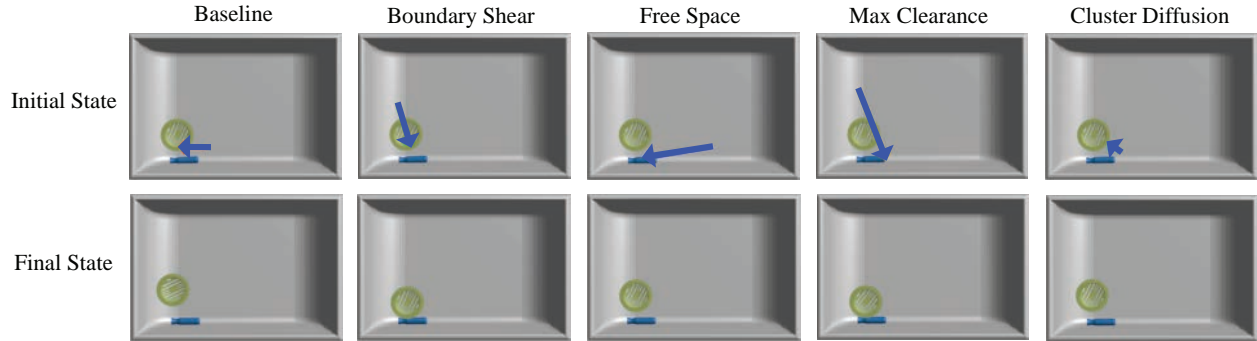 Baseline Boundary Shear Free Space Max Clearance Cluster Diffusion
Initial State
Final State